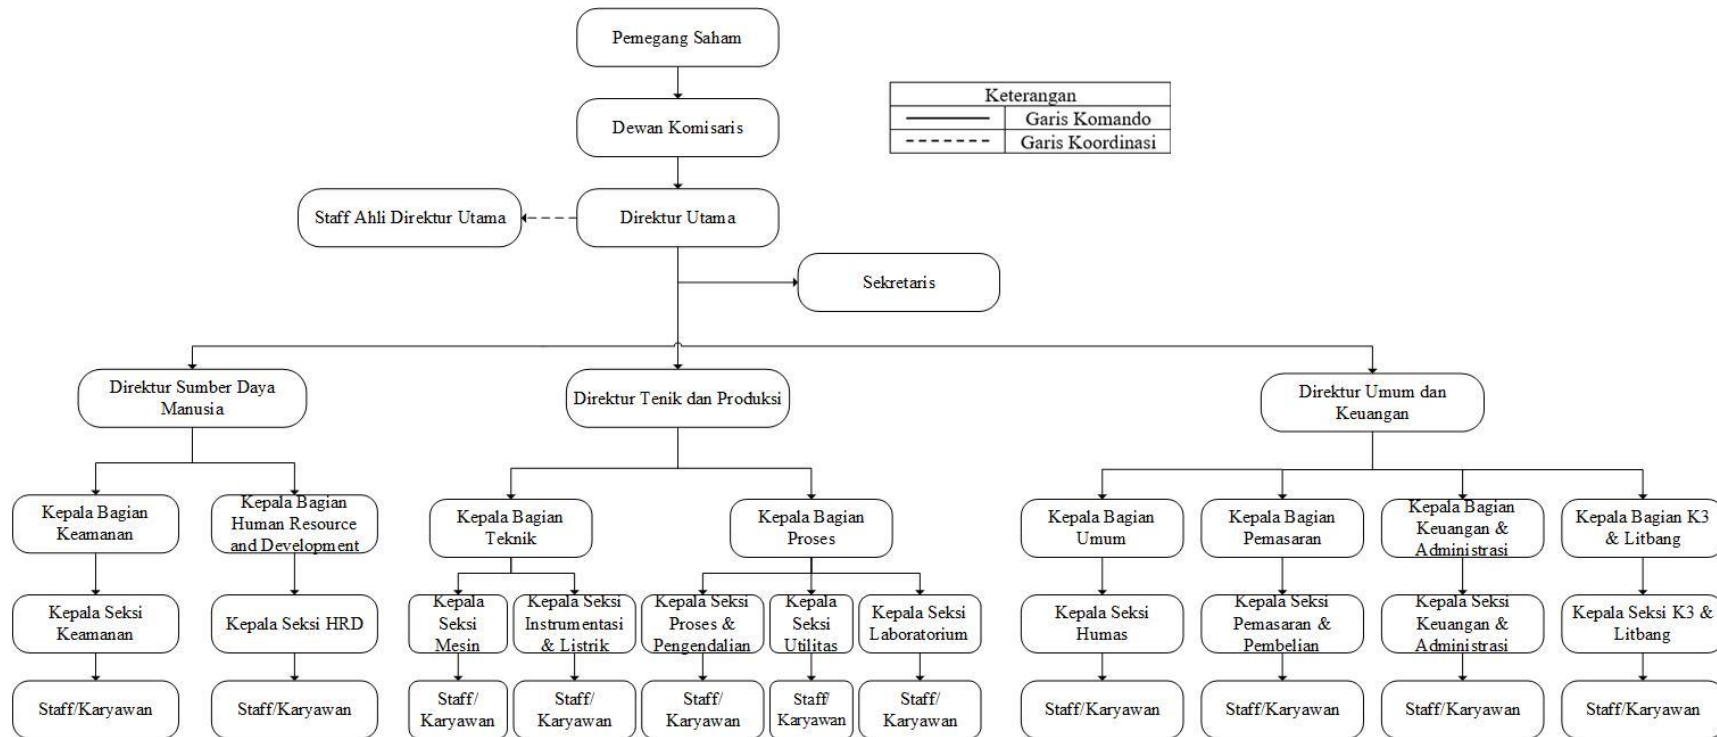 Pemegang Saham
Keterangan
Garis Komando
Garis Koordinasi
Dewan Komisaris
Staff Ahli Direktur Utama
Direktur Utama
Sekretaris
Direktur Sumber Daya
Manusia
Direktur Tenik dan Produksi
Direktur Umum dan
Keuangan
Kepala Bagian
Keamanan
Kepala Bagian
Human Resource
and Development
Kepala Bagian
Teknik
Kepala Bagian
Proses
Kepala Bagian
Umum
Kepala Bagian
Pemasaran
Kepala Bagian
Keuangan &
Administrasi
Kepala Bagian K3
& Litbang
Kepala Seksi
Keamanan
Kepala Seksi HRD
Kepala
Seksi
Mesin
Kepala Seksi
Instrumentasi
& Listrik
Kepala Seksi
Proses &
Pengendalian
Kepala
Seksi
Utilitas
Kepala Seksi
Laboratorium
Kepala Seksi
Humas
Kepala Seksi
Pemasaran &
Pembelian
Kepala Seksi
Keuangan &
Administrasi
Kepala Seksi K3 &
Litbang
Staff/Karyawan
Staff/Karyawan
Staff/
Karyawan
Staff/
Karyawan
Staff/
Karyawan
Staff/
Karyawan
Staff/
Karyawan
Staff/Karyawan
Staff/Karyawan
Staff/Karyawan
Staff/Karyawan